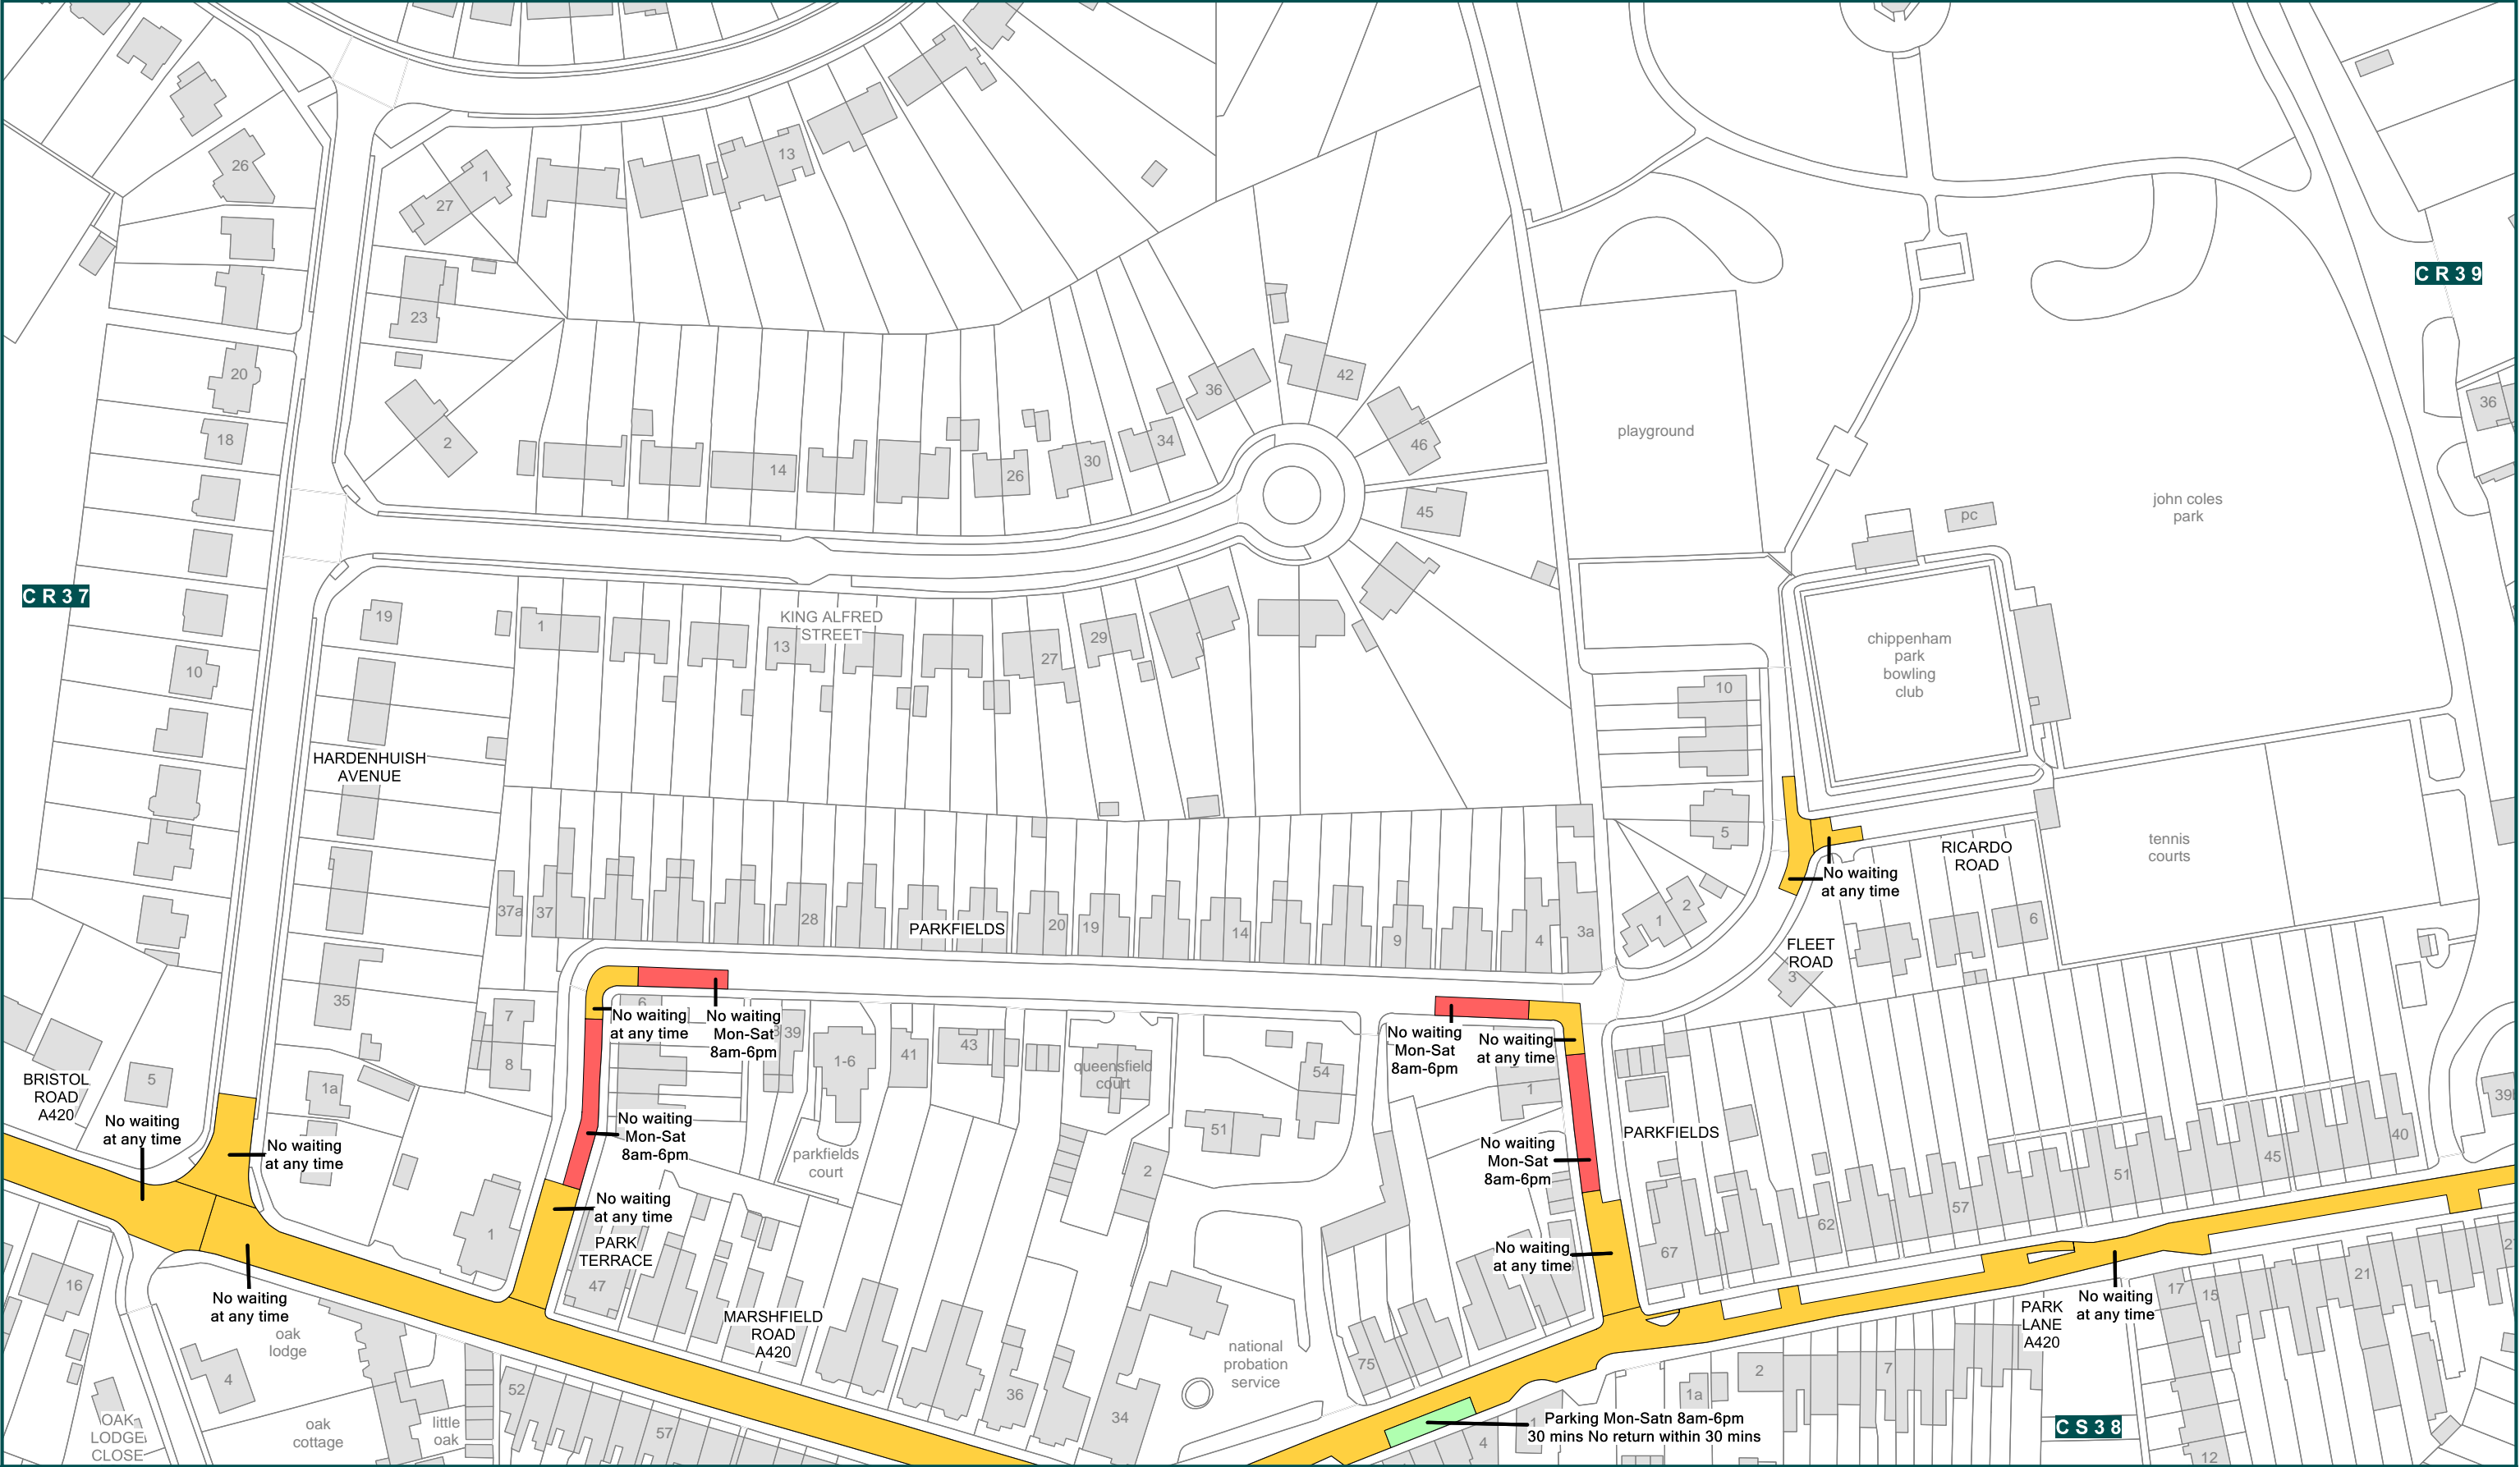 26
1
27
13
23
20
18
2
14
26
30
34
36
42
46
45
playground
john coles
park
pc
C R 3 9
36
C R 3 7
19
1
13
KING ALFRED
STREET
27
29
10
10
chippenham
park
bowling
club
HARDENHUISH
AVENUE
5
tennis
courts
RICARDO
ROAD
No waiting
at any time
37a
37
28
PARKFIELDS
20
19
14
9
4
3a
1
2
6
FLEET
ROAD
3
35
7
8
6
No waiting
at any time
No waiting
Mon-Sat
8am-6pm
39
1-6
41
43
queensfield
court
54
No waiting
Mon-Sat
8am-6pm
No waiting
at any time
1
BRISTOL
ROAD
A420
5
1a
No waiting
at any time
No waiting
at any time
No waiting
Mon-Sat
8am-6pm
parkfields
court
51
2
No waiting
Mon-Sat
8am-6pm
PARKFIELDS
40
45
51
57
62
67
39
1
No waiting
at any time
PARK
TERRACE
47
No waiting
at any time
16
No waiting
at any time
oak
lodge
MARSHFIELD
ROAD
A420
national
probation
service
75
PARK
LANE
A420
No waiting
at any time
17
15
21
2
4
52
57
36
34
2
1a
7
OAK
LODGE
CLOSE
oak
cottage
little
oak
4
1
Parking Mon-Satn 8am-6pm
30 mins No return within 30 mins
C S 3 8
12